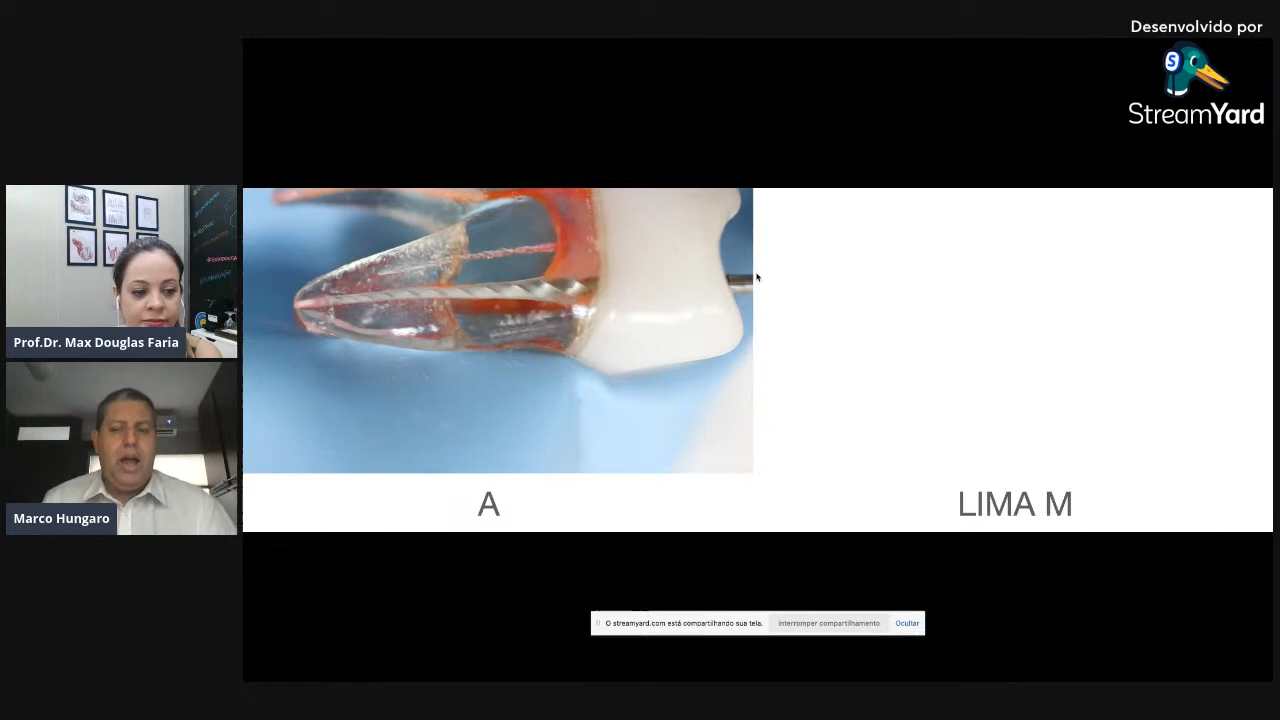 Desenvolvido por
StreamYard
Prof.Dr. Max Douglas Faria
Marco Hungaro
A
LIMA M
O streamyard.com está compartilhando sua tela.
Interromper compartilhamento
Ocultar